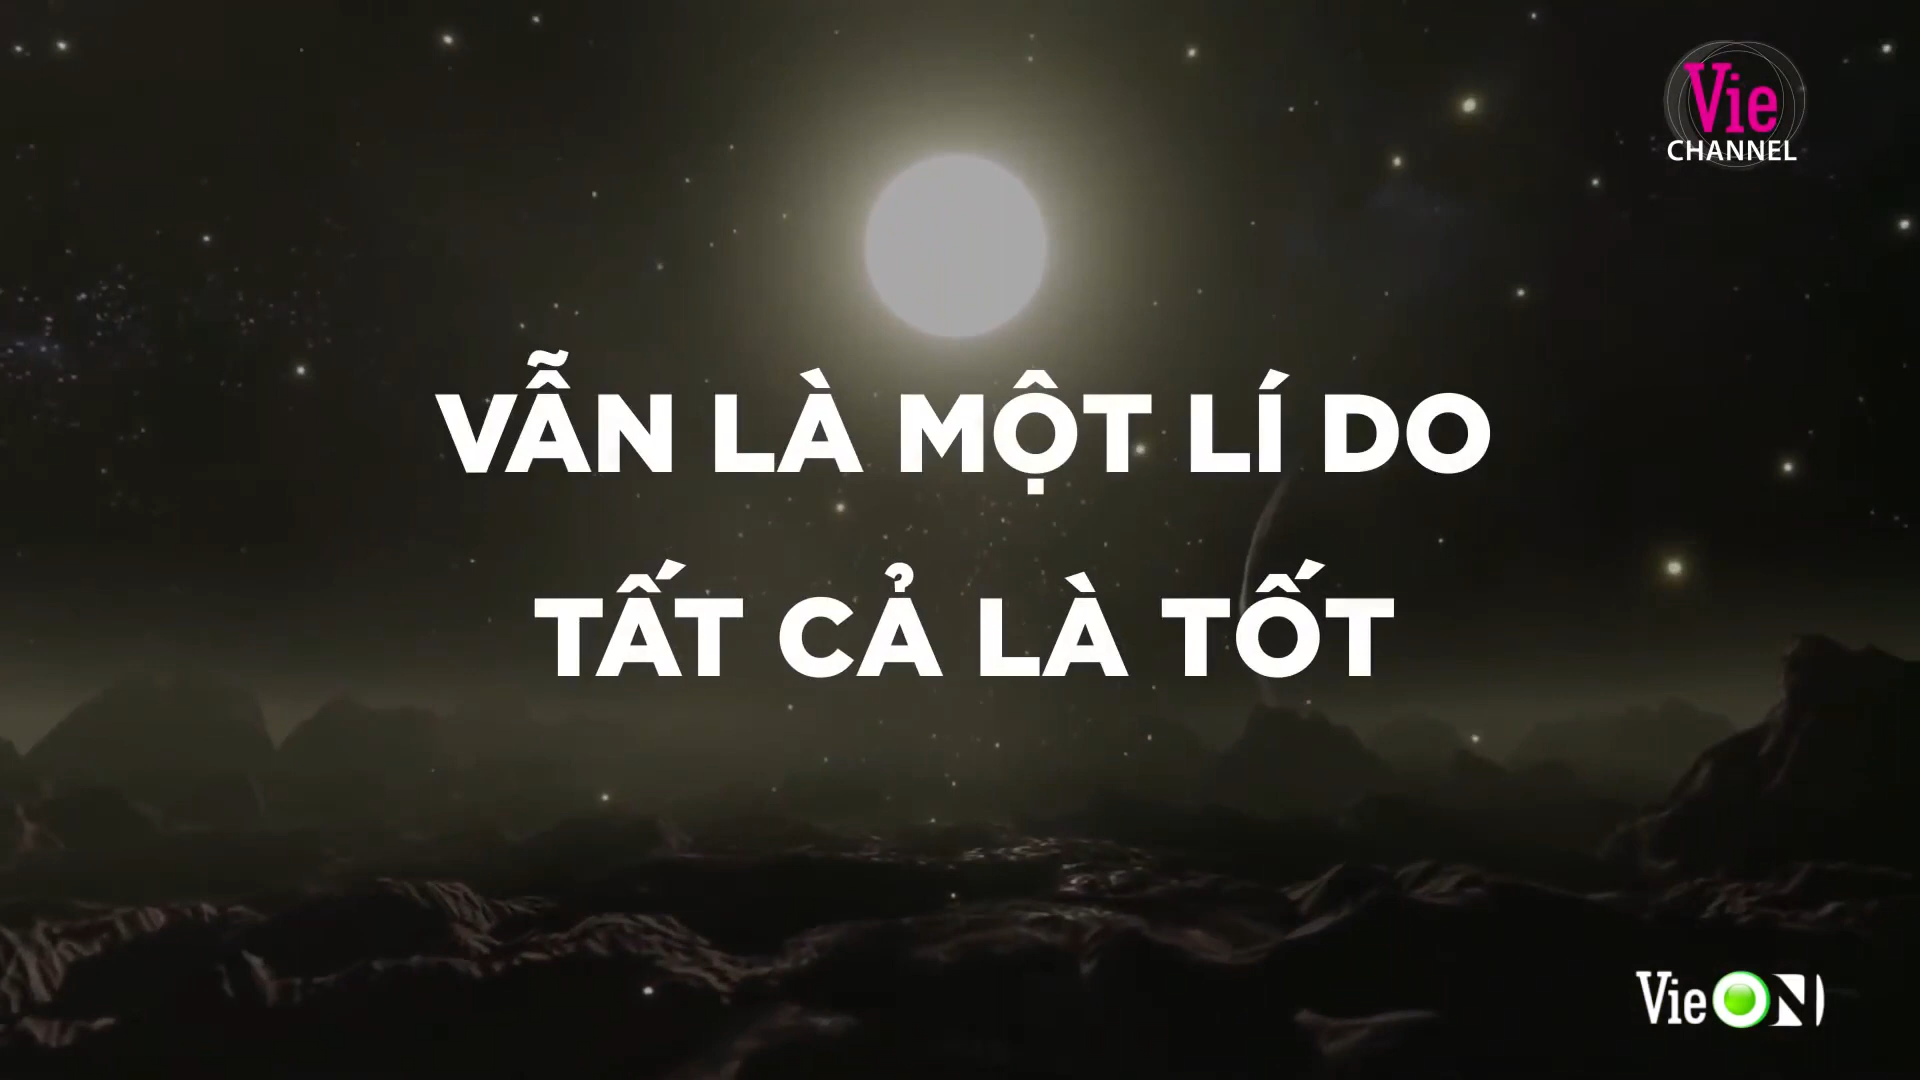 Vie
CHANNEL
VẪN LÀ MỘT LÍ DO
TẤT CẢ LÀ TỐT
VieON